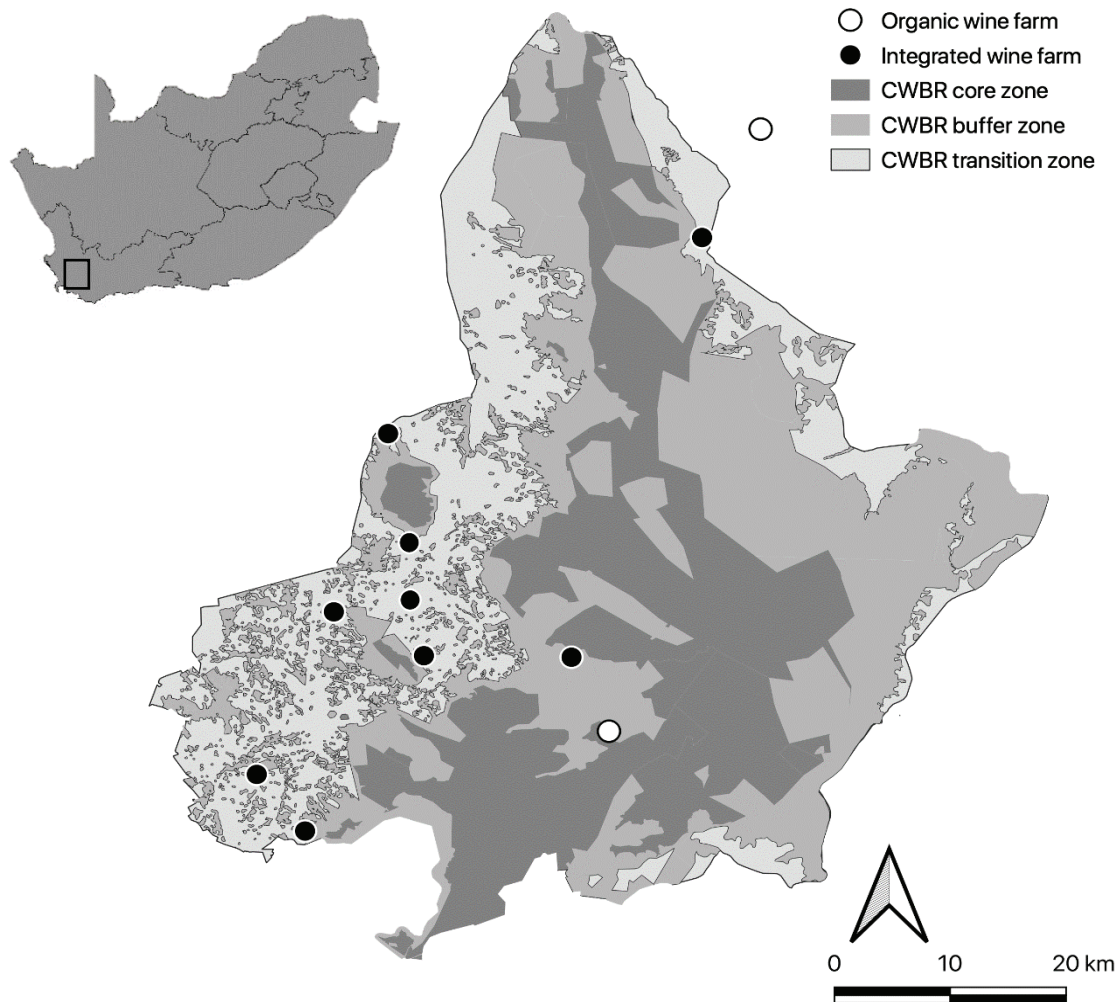 Organic wine farm
Integrated wine farm
CWBR core zone
CWBR buffer zone
CWBR transition zone
0 10 20 km